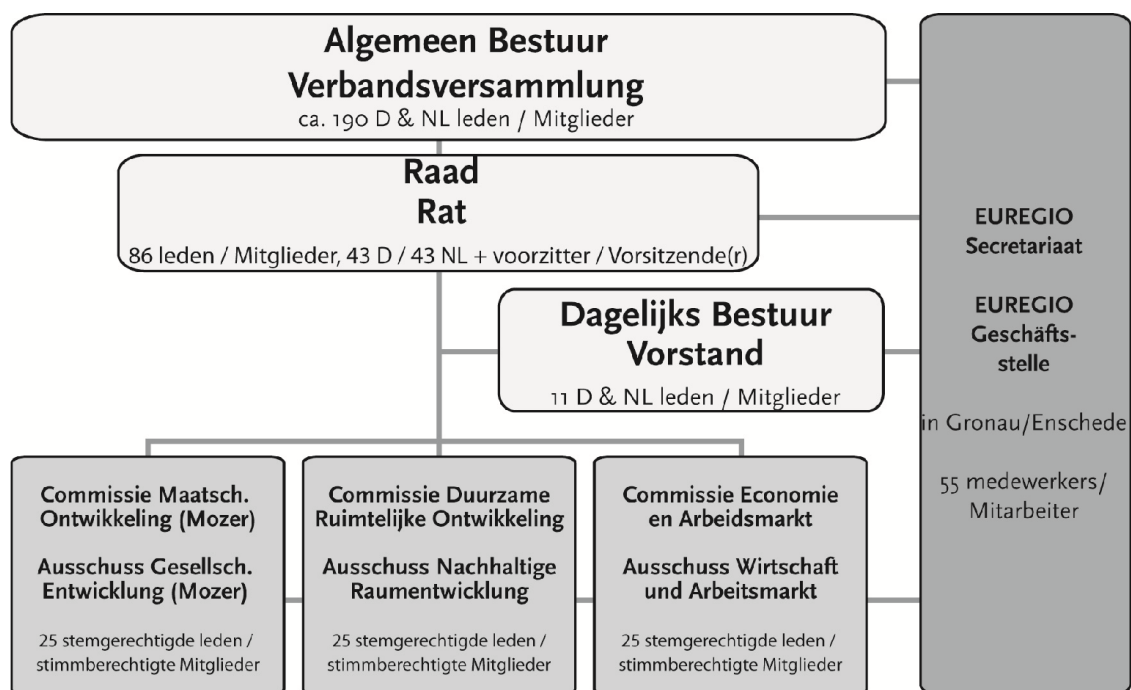 Algemeen Bestuur
Verbandsversammlung
ca. 190 D & NL leden / Mitglieder
Raad
Rat
86 leden / Mitglieder, 43 D / 43 NL + voorzitter / Vorsitzende(r)
Dagelijks Bestuur
Vorstand
11 D & NL leden / Mitglieder
Commissie Maatsch.
Ontwikkeling (Mozer)
Ausschuss Gesellsch.
Entwicklung (Mozer)
25 stemgerechtigde leden /
stimmberechtigte Mitglieder
Commissie Duurzame
Ruimtelijke Ontwikkeling
Ausschuss Nachhaltige
Raumentwicklung
25 stemgerechtigde leden /
stimmberechtigte Mitglieder
Commissie Economie
en Arbeidsmarkt
Ausschuss Wirtschaft
und Arbeitsmarkt
25 stemgerechtigde leden /
stimmberechtigte Mitglieder
EUREGIO
Secretariaat
EUREGIO
Geschäfts-
stelle
in Gronau/Enschede
55 medewerkers/
Mitarbeiter